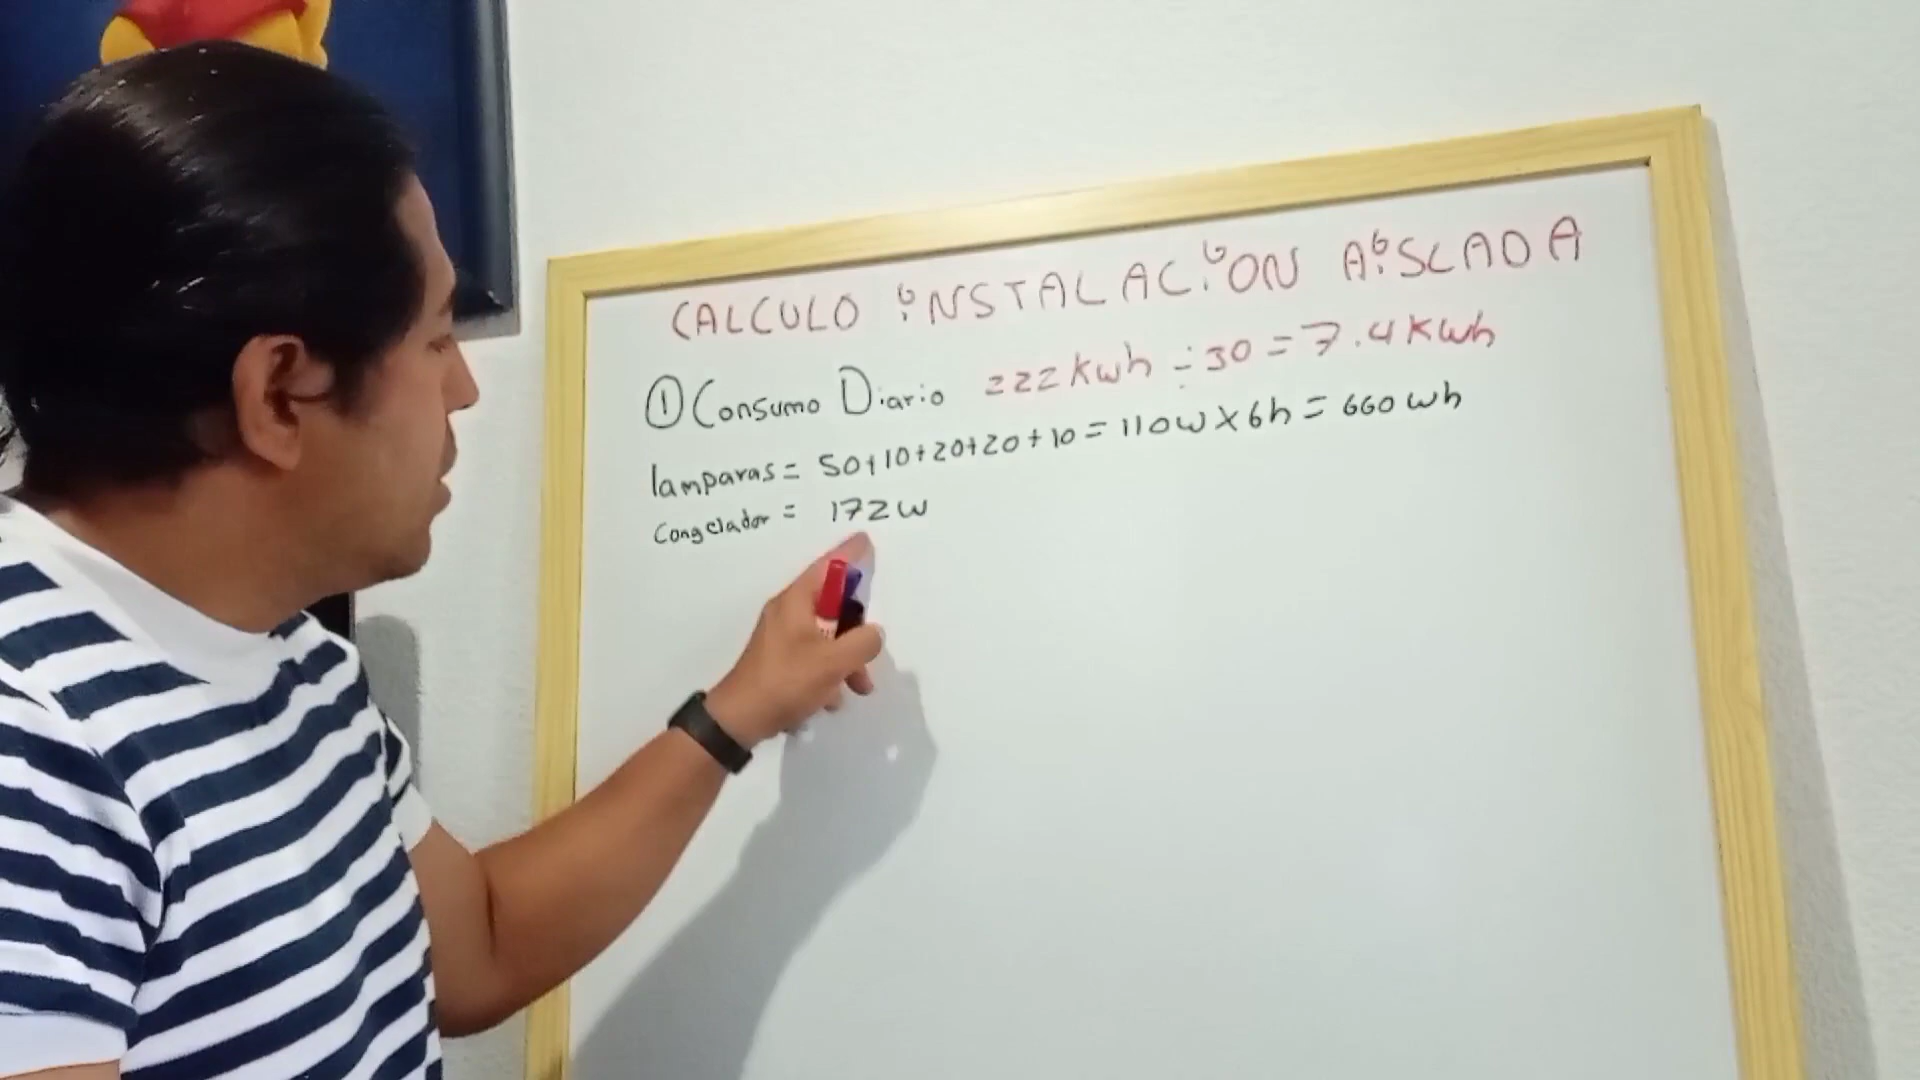 CALCULO iNSTALACiON AiSLADA
① Consumo Diario 222 Kwh ÷ 30 = 7.4 Kwh
lamparas = 50+10+20+20+10 = 110W X 6h = 660 Wh
Congelador = 172 W